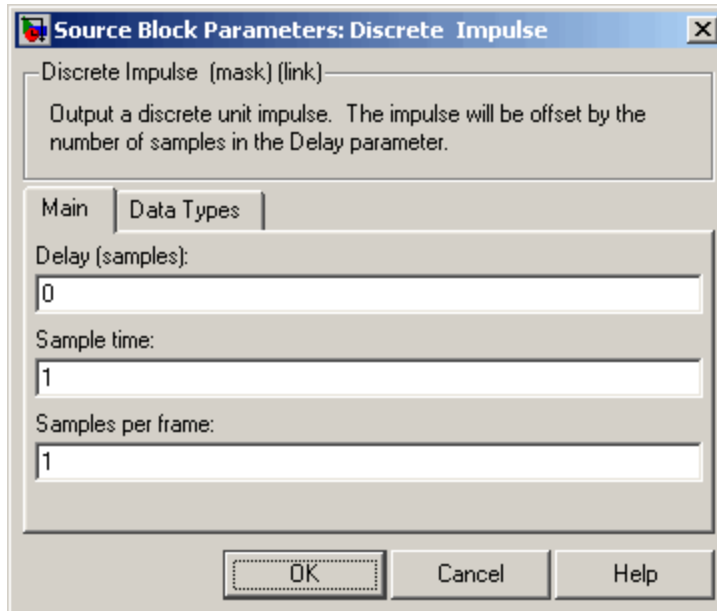 Source Block Parameters: Discrete Impulse
Discrete Impulse (mask) (link)
Output a discrete unit impulse. The impulse will be offset by the
number of samples in the Delay parameter.
Main Data Types
Delay (samples):
0
Sample time:
1
Samples per frame:
1
OK Cancel Help